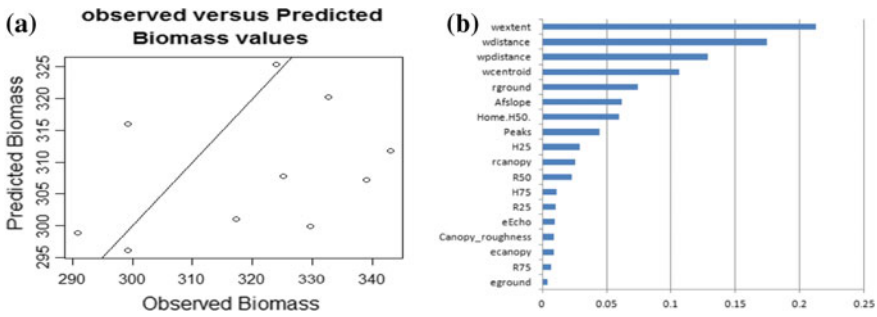 (a)
observed versus Predicted
Biomass values
Predicted Biomass
325
320
315
310
305
300
295
290 300 310 320 330 340
Observed Biomass
(b)
wextent
wdistance
wpdistance
wcentroid
rground
Afslope
Home.H50.
Peaks
H25
rcanopy
R50
H75
R25
eEcho
Canopy_roughness
ecanopy
R75
eground
0 0.05 0.1 0.15 0.2 0.25